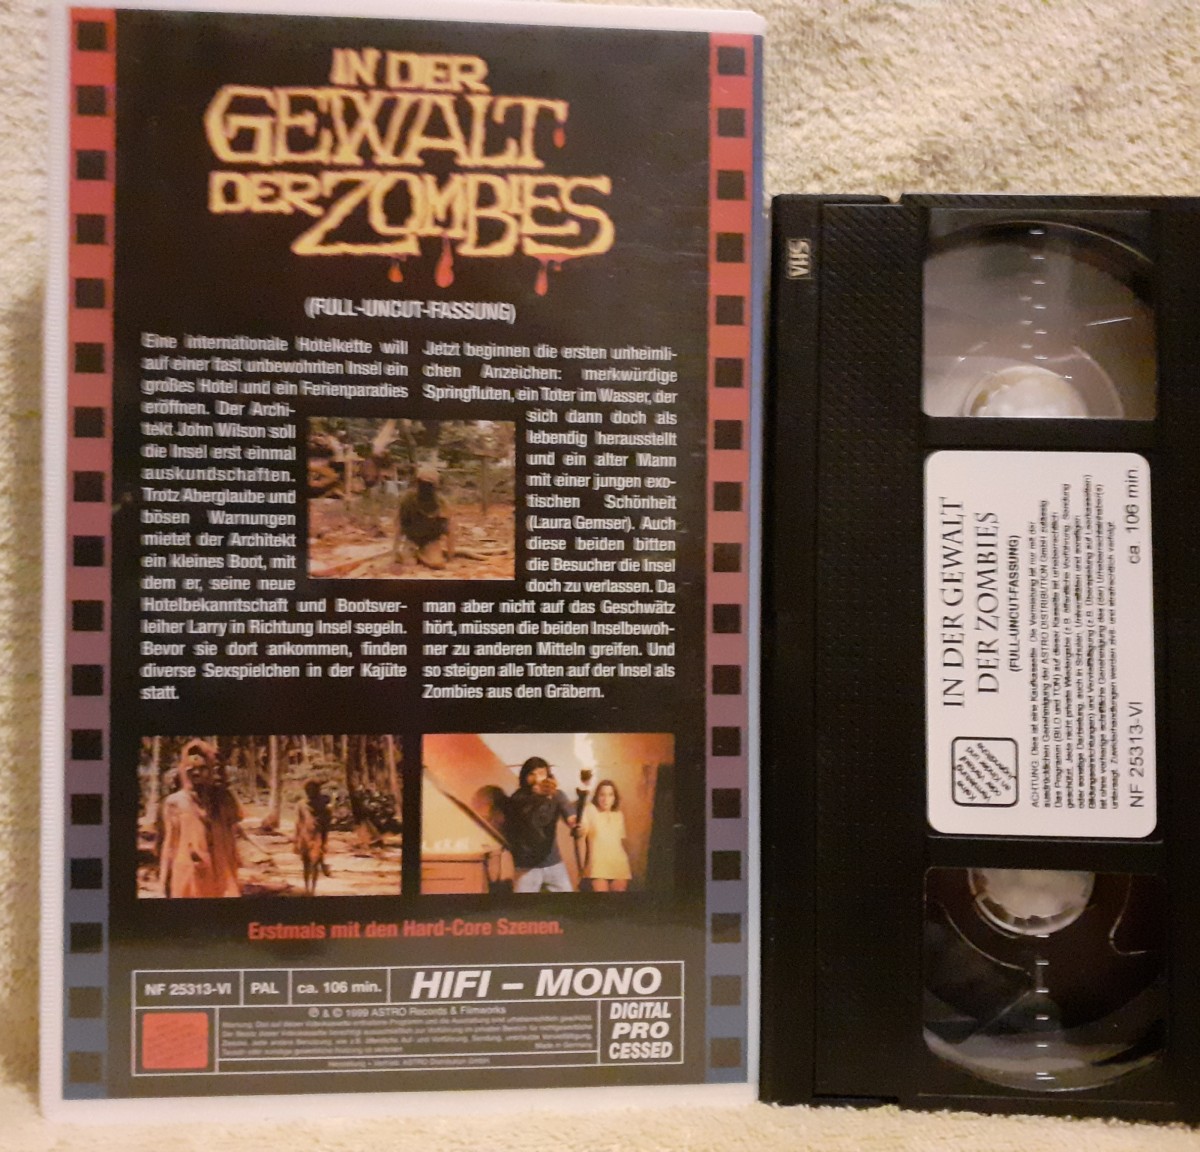 IN DER
GEWALT
DER ZOMBIES
(FULL-UNCUT-FASSUNG)
Eine internationale Hotelkette will
auf einer fast unbewohnten Insel ein
großes Hotel und ein Ferienparadies
eröffnen. Der Archi-
tekt John Wilson soll
die Insel erst einmal
auskundschaften.
Trotz Aberglaube und
bösen Warnungen
mietet der Architekt
ein kleines Boot, mit
dem er, seine neue
Hotelbekanntschaft und Bootsver-
leiher Larry in Richtung Insel segeln.
Bevor sie dort ankommen, finden
diverse Sexspielchen in der Kajüte
statt.
Jetzt beginnen die ersten unheimli-
chen Anzeichen: merkwürdige
Springfluten, ein Toter im Wasser, der
sich dann doch als
lebendig herausstellt
und ein alter Mann
mit einer jungen exo-
tischen Schönheit
(Laura Gemser). Auch
diese beiden bitten
die Besucher die Insel
doch zu verlassen. Da
man aber nicht auf das Geschwätz
hört, müssen die beiden Inselbewoh-
ner zu anderen Mitteln greifen. Und
so steigen alle Toten auf der Insel als
Zombies aus den Gräbern.
Erstmals mit den Hard-Core Szenen.
NF 25313-VI
PAL
ca. 106 min.
HIFI – MONO
℗ & © 1999 ASTRO Records & Filmworks
Made in Germany
DIGITAL
PRO
CESSED
VHS
IN DER GEWALT
DER ZOMBIES
(FULL-UNCUT-FASSUNG)
NF 25313-VI
ca. 106 min.